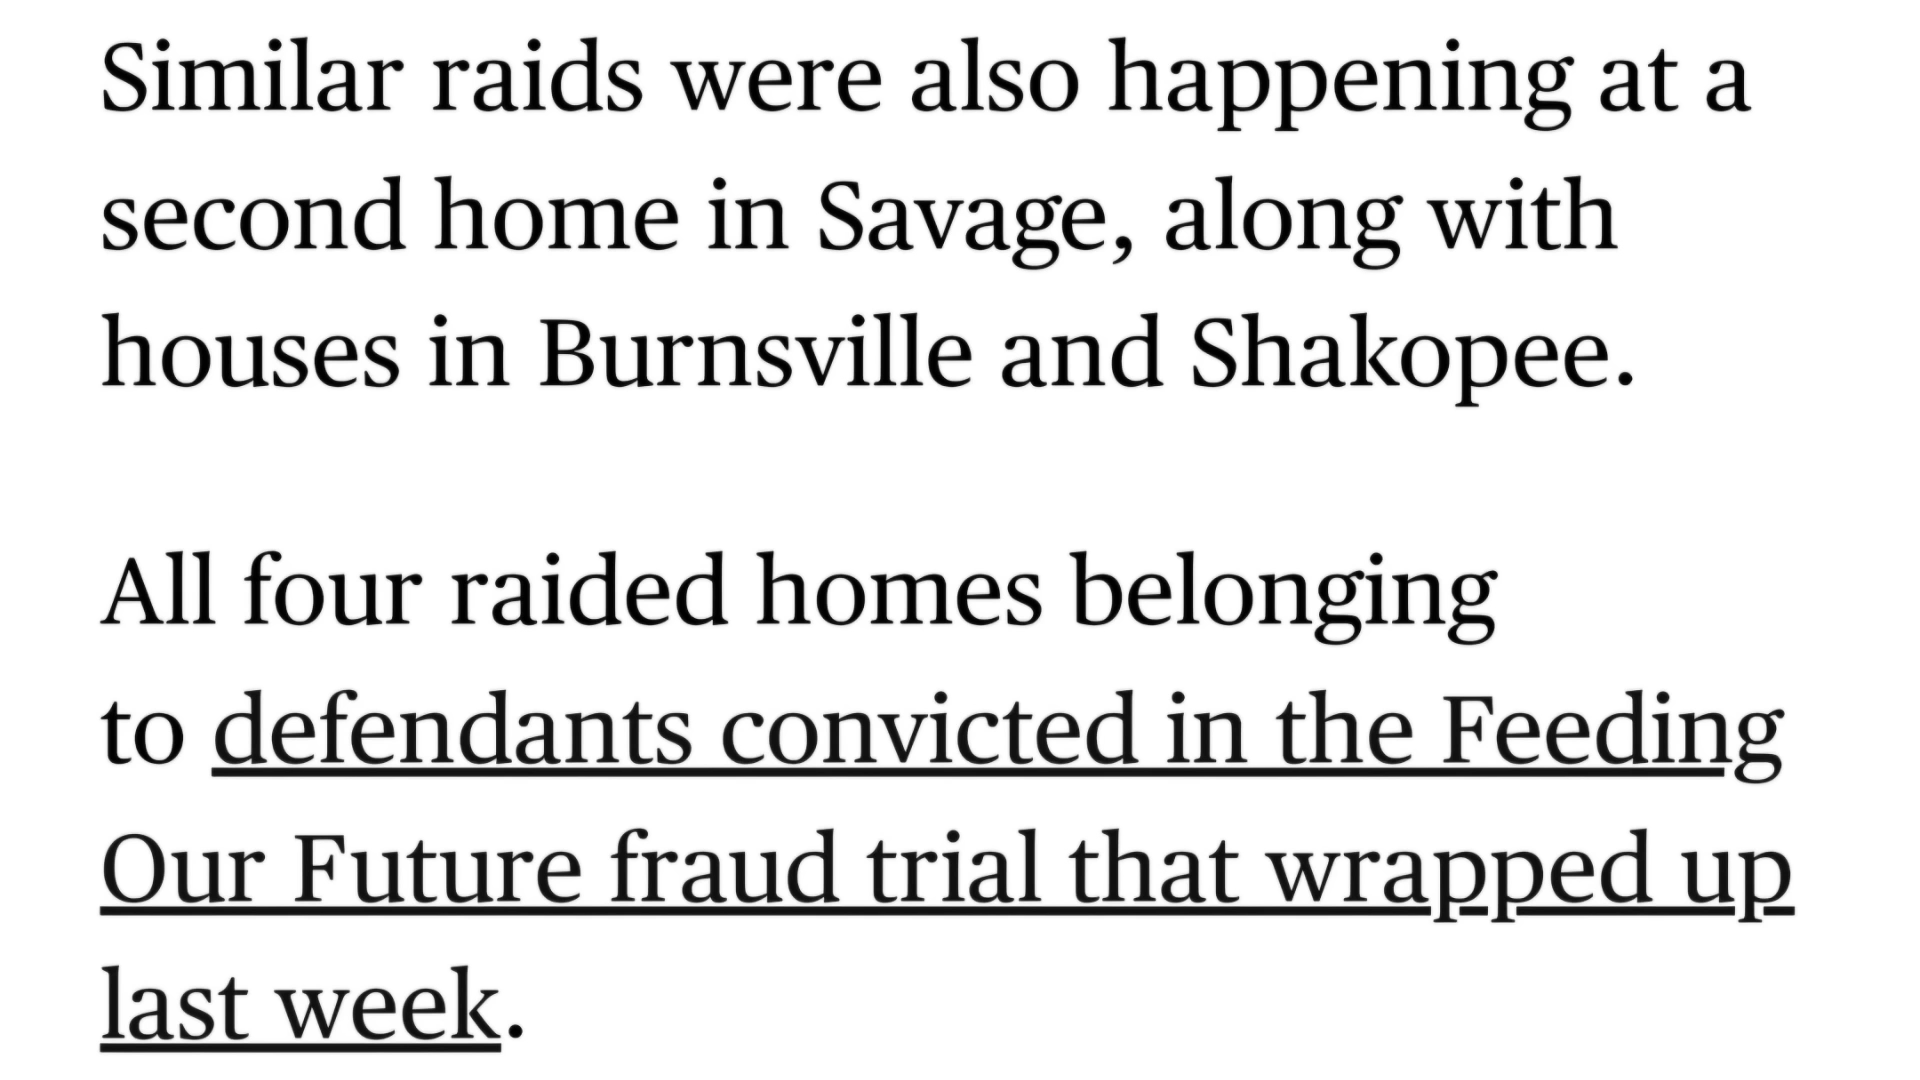 Similar raids were also happening at a
second home in Savage, along with
houses in Burnsville and Shakopee.
All four raided homes belonging
to defendants convicted in the Feeding
Our Future fraud trial that wrapped up
last week.